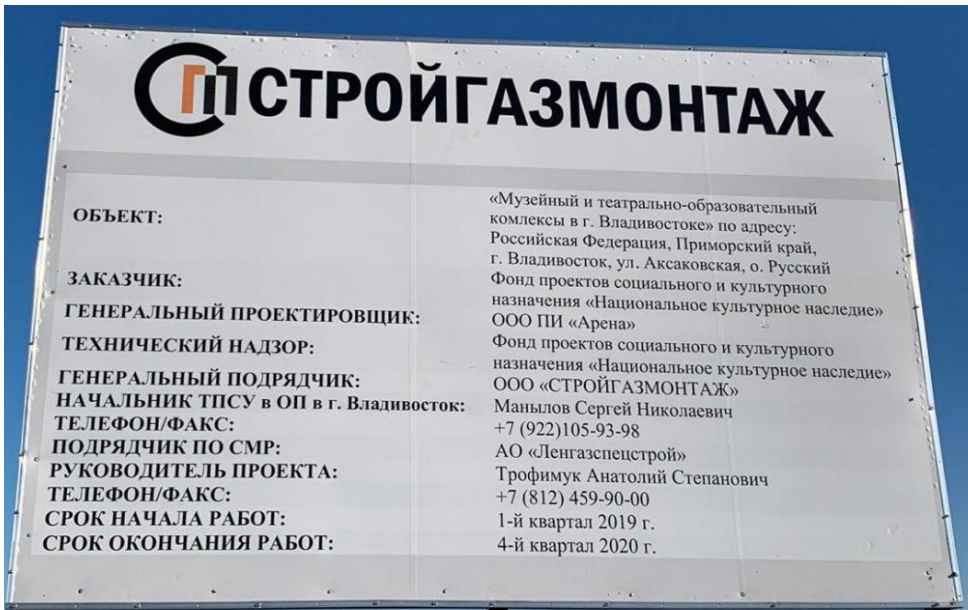 СТРОЙГАЗМОНТАЖ
ОБЪЕКТ: «Музейный и театрально-образовательный
комлексы в г. Владивостоке» по адресу:
Российская Федерация, Приморский край,
г. Владивосток, ул. Аксаковская, о. Русский
ЗАКАЗЧИК: Фонд проектов социального и культурного
назначения «Национальное культурное наследие»
ГЕНЕРАЛЬНЫЙ ПРОЕКТИРОВЩИК: ООО ПИ «Арена»
ТЕХНИЧЕСКИЙ НАДЗОР: Фонд проектов социального и культурного
назначения «Национальное культурное наследие»
ГЕНЕРАЛЬНЫЙ ПОДРЯДЧИК: ООО «СТРОЙГАЗМОНТАЖ»
НАЧАЛЬНИК ТПСУ в ОП в г. Владивосток: Манылов Сергей Николаевич
ТЕЛЕФОН/ФАКС: +7 (922)105-93-98
ПОДРЯДЧИК ПО СМР: АО «Ленгазспецстрой»
РУКОВОДИТЕЛЬ ПРОЕКТА: Трофимук Анатолий Степанович
ТЕЛЕФОН/ФАКС: +7 (812) 459-90-00
СРОК НАЧАЛА РАБОТ: 1-й квартал 2019 г.
СРОК ОКОНЧАНИЯ РАБОТ: 4-й квартал 2020 г.